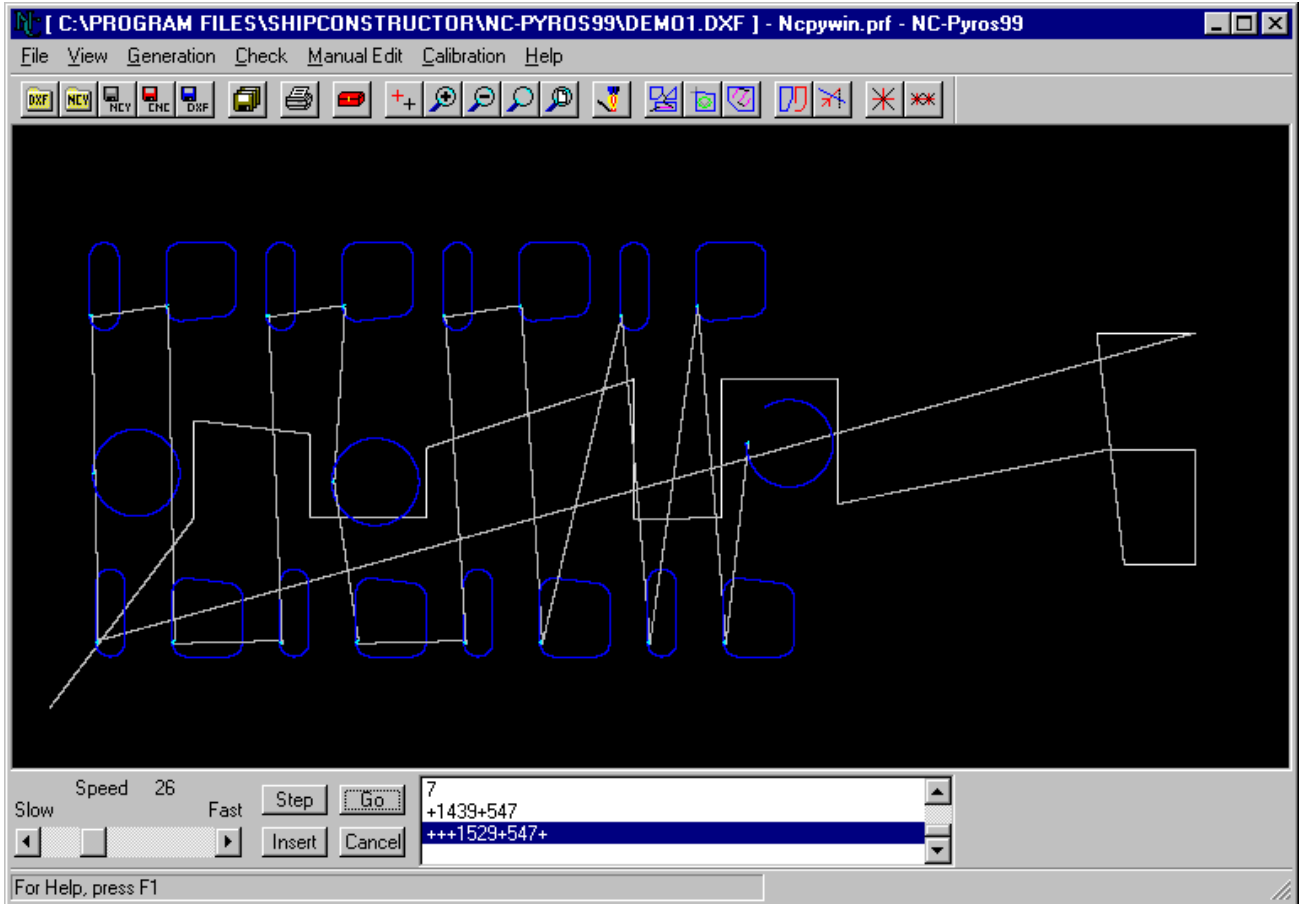 [ C:\PROGRAM FILES\SHIPCONSTRUCTOR\NC-PYROS99\DEMO1.DXF ] - Ncpywin.prf - NC-Pyros99
File View Generation Check Manual Edit Calibration Help
DXF NCY NCY ENC DXF
Speed 26
Slow Fast
Step Go
Insert Cancel
7
+1439+547
+++1529+547+
For Help, press F1